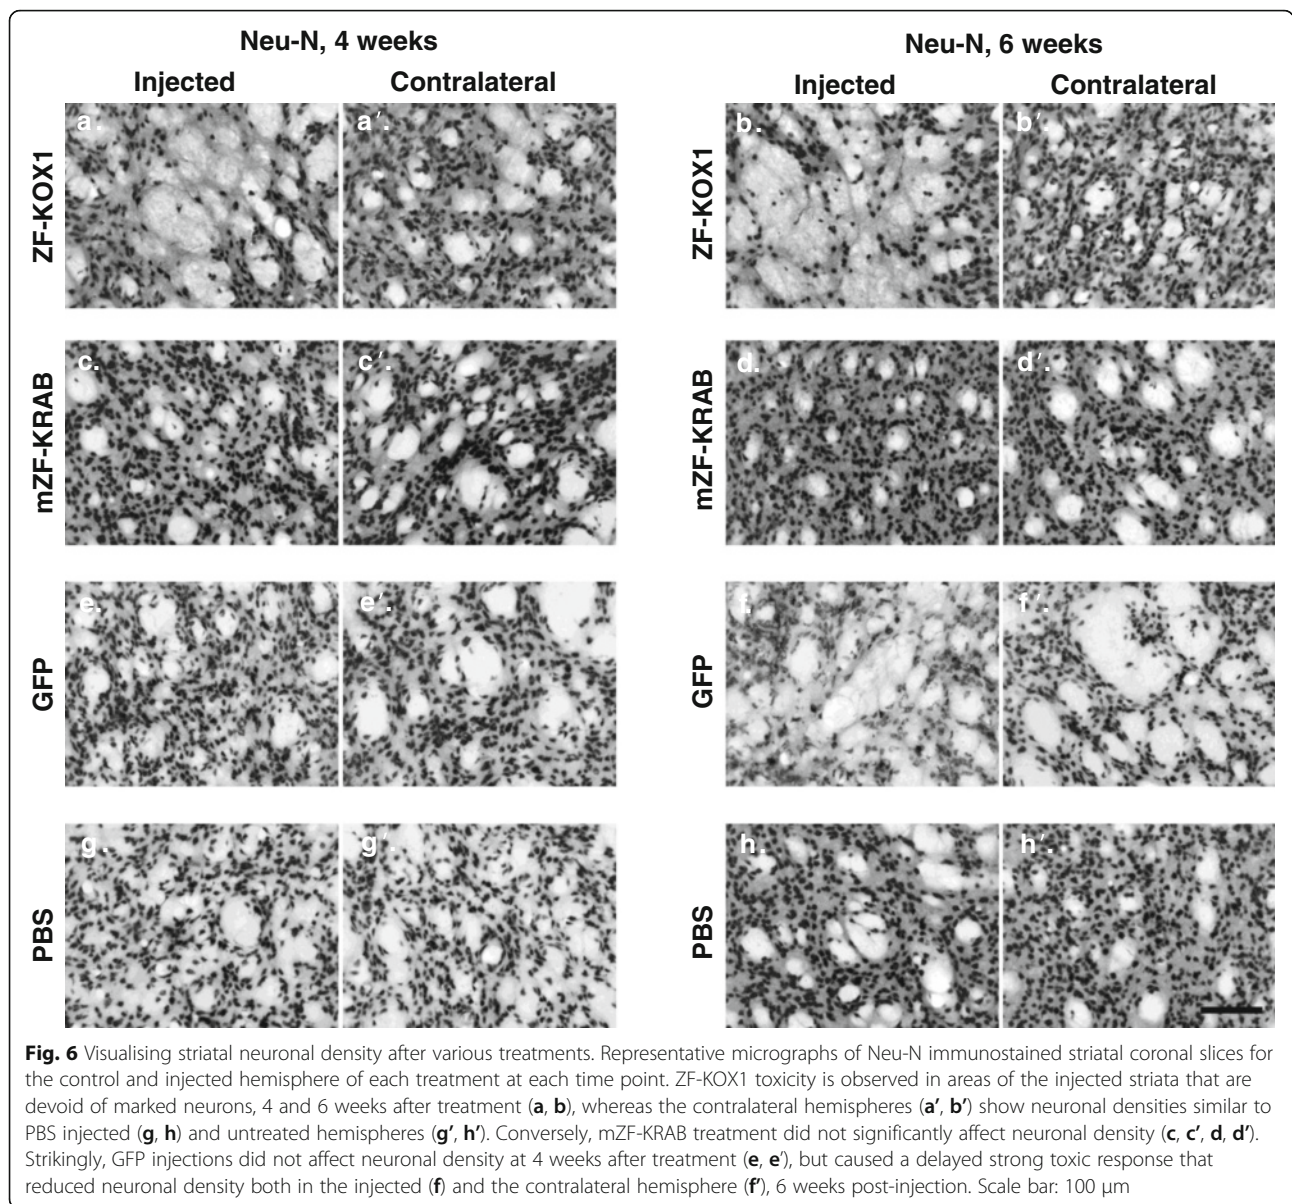 Neu-N, 4 weeks
Neu-N, 6 weeks
Injected
Contralateral
Injected
Contralateral
ZF-KOX1
a.
a′.
ZF-KOX1
b.
b′.
mZF-KRAB
c.
c′.
mZF-KRAB
d.
d′.
GFP
e.
e′.
GFP
f.
f′.
PBS
g.
g′.
PBS
h.
h′.
Fig. 6 Visualising striatal neuronal density after various treatments. Representative micrographs of Neu-N immunostained striatal coronal slices for
the control and injected hemisphere of each treatment at each time point. ZF-KOX1 toxicity is observed in areas of the injected striata that are
devoid of marked neurons, 4 and 6 weeks after treatment (a, b), whereas the contralateral hemispheres (a′, b′) show neuronal densities similar to
PBS injected (g, h) and untreated hemispheres (g′, h′). Conversely, mZF-KRAB treatment did not significantly affect neuronal density (c, c′, d, d′).
Strikingly, GFP injections did not affect neuronal density at 4 weeks after treatment (e, e′), but caused a delayed strong toxic response that
reduced neuronal density both in the injected (f) and the contralateral hemisphere (f′), 6 weeks post-injection. Scale bar: 100 μm